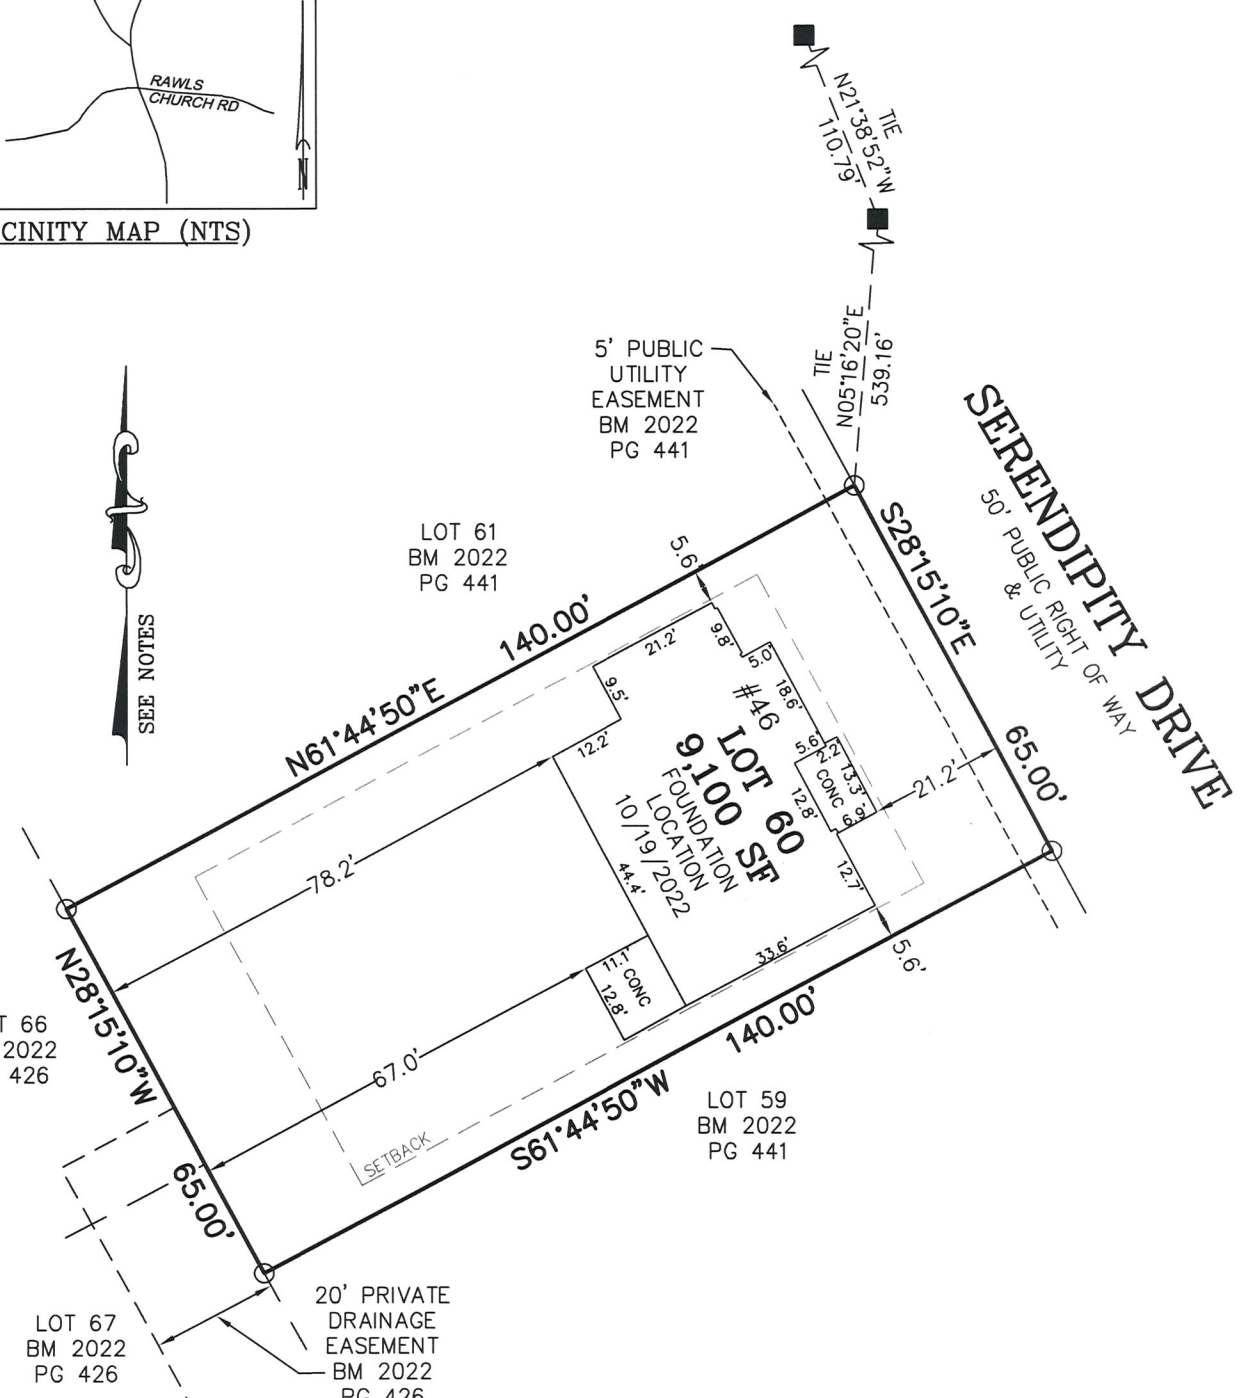 RAWLS
CHURCH RD
N
CINITY MAP (NTS)
TIE
N21°38'52"W
110.79'
TIE
N05°16'20"E
539.16'
5' PUBLIC
UTILITY
EASEMENT
BM 2022
PG 441
SERENDIPITY DRIVE
50' PUBLIC RIGHT OF WAY
& UTILITY
S28°15'10"E
65.00'
LOT 61
BM 2022
PG 441
SEE NOTES
N61°44'50"E
140.00'
5.6'
21.2'
9.8'
5.0'
9.5'
18.6'
12.2'
#46
LOT 60
9,100 SF
FOUNDATION
LOCATION
10/19/2022
5.6'
2.2'
CONC
13.3'
12.8'
6.9'
21.2'
12.7'
78.2'
44.4'
33.6'
5.6'
11.1'
CONC
12.8'
67.0'
140.00'
S61°44'50"W
SETBACK
N28°15'10"W
65.00'
T 66
2022
426
LOT 59
BM 2022
PG 441
LOT 67
BM 2022
PG 426
20' PRIVATE
DRAINAGE
EASEMENT
BM 2022
PG 426